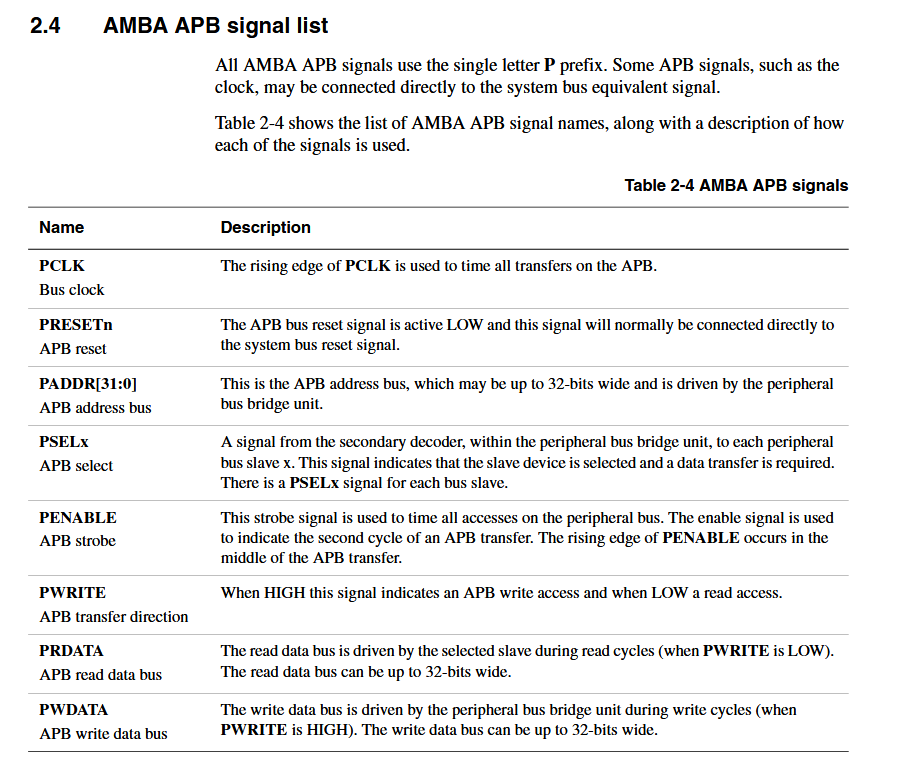 2.4 AMBA APB signal list
All AMBA APB signals use the single letter P prefix. Some APB signals, such as the
clock, may be connected directly to the system bus equivalent signal.
Table 2-4 shows the list of AMBA APB signal names, along with a description of how
each of the signals is used.
Table 2-4 AMBA APB signals
Name Description
PCLK The rising edge of PCLK is used to time all transfers on the APB.
Bus clock
PRESETn The APB bus reset signal is active LOW and this signal will normally be connected directly to
APB reset the system bus reset signal.
PADDR[31:0] This is the APB address bus, which may be up to 32-bits wide and is driven by the peripheral
APB address bus bus bridge unit.
PSELx A signal from the secondary decoder, within the peripheral bus bridge unit, to each peripheral
APB select bus slave x. This signal indicates that the slave device is selected and a data transfer is required.
There is a PSELx signal for each bus slave.
PENABLE This strobe signal is used to time all accesses on the peripheral bus. The enable signal is used
APB strobe to indicate the second cycle of an APB transfer. The rising edge of PENABLE occurs in the
middle of the APB transfer.
PWRITE When HIGH this signal indicates an APB write access and when LOW a read access.
APB transfer direction
PRDATA The read data bus is driven by the selected slave during read cycles (when PWRITE is LOW).
APB read data bus The read data bus can be up to 32-bits wide.
PWDATA The write data bus is driven by the peripheral bus bridge unit during write cycles (when
APB write data bus PWRITE is HIGH). The write data bus can be up to 32-bits wide.